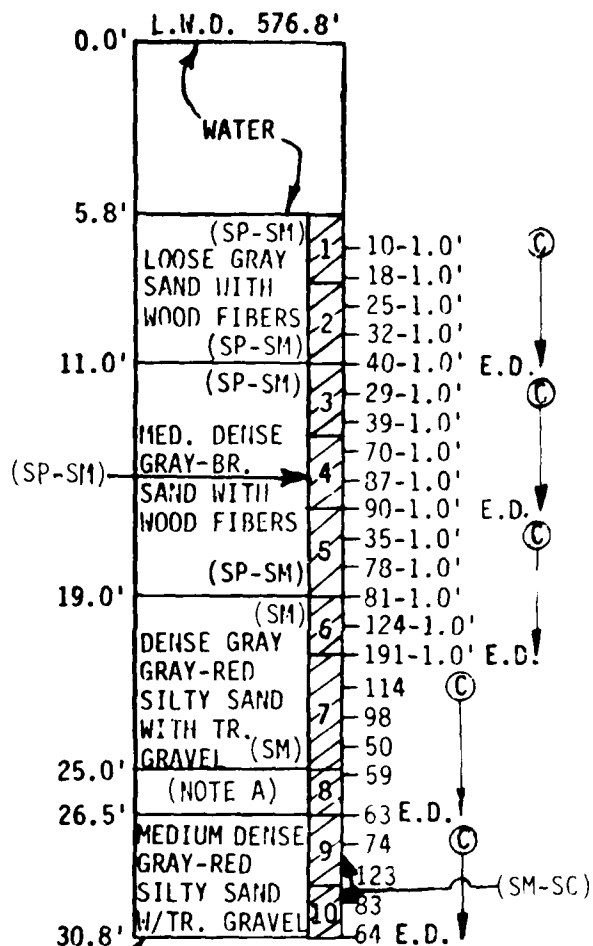 L.W.D. 576.8'
0.0'
WATER
5.8'
(SP-SM)
LOOSE GRAY
SAND WITH
WOOD FIBERS
(SP-SM)
1
2
10-1.0'
18-1.0'
25-1.0'
32-1.0'
C
11.0'
40-1.0' E.D.
(SP-SM)
MED. DENSE
GRAY-BR.
(SP-SM)
SAND WITH
WOOD FIBERS
(SP-SM)
3
4
5
29-1.0'
39-1.0'
70-1.0'
87-1.0'
90-1.0' E.D.
35-1.0'
78-1.0'
C
C
19.0'
81-1.0'
(SM)
DENSE GRAY
GRAY-RED
SILTY SAND
WITH TR.
GRAVEL (SM)
6
7
124-1.0'
191-1.0' E.D.
114
98
50
C
25.0'
59
(NOTE A)
8
26.5'
63 E.D.
MEDIUM DENSE
GRAY-RED
SILTY SAND
W/TR. GRAVEL
9
10
74
123
83
C
(SM-SC)
30.8'
64 E.D.